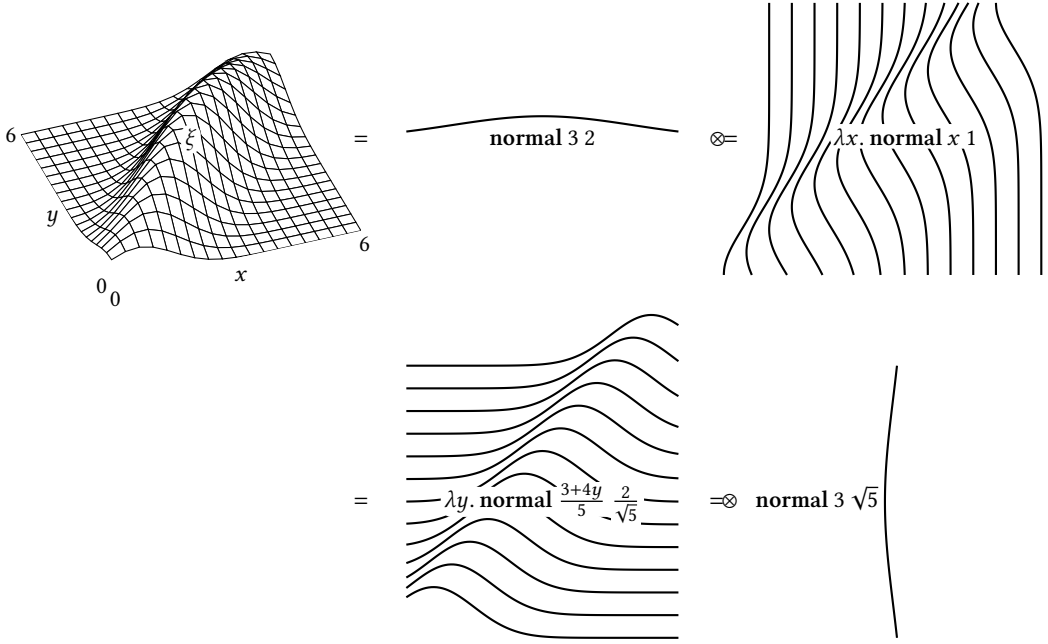 6
ξ
y
0
0
x
6
= normal 3 2 ⊗= λx. normal x 1
= λy. normal (3+4y)/5 2/√5 =⊗ normal 3 √5